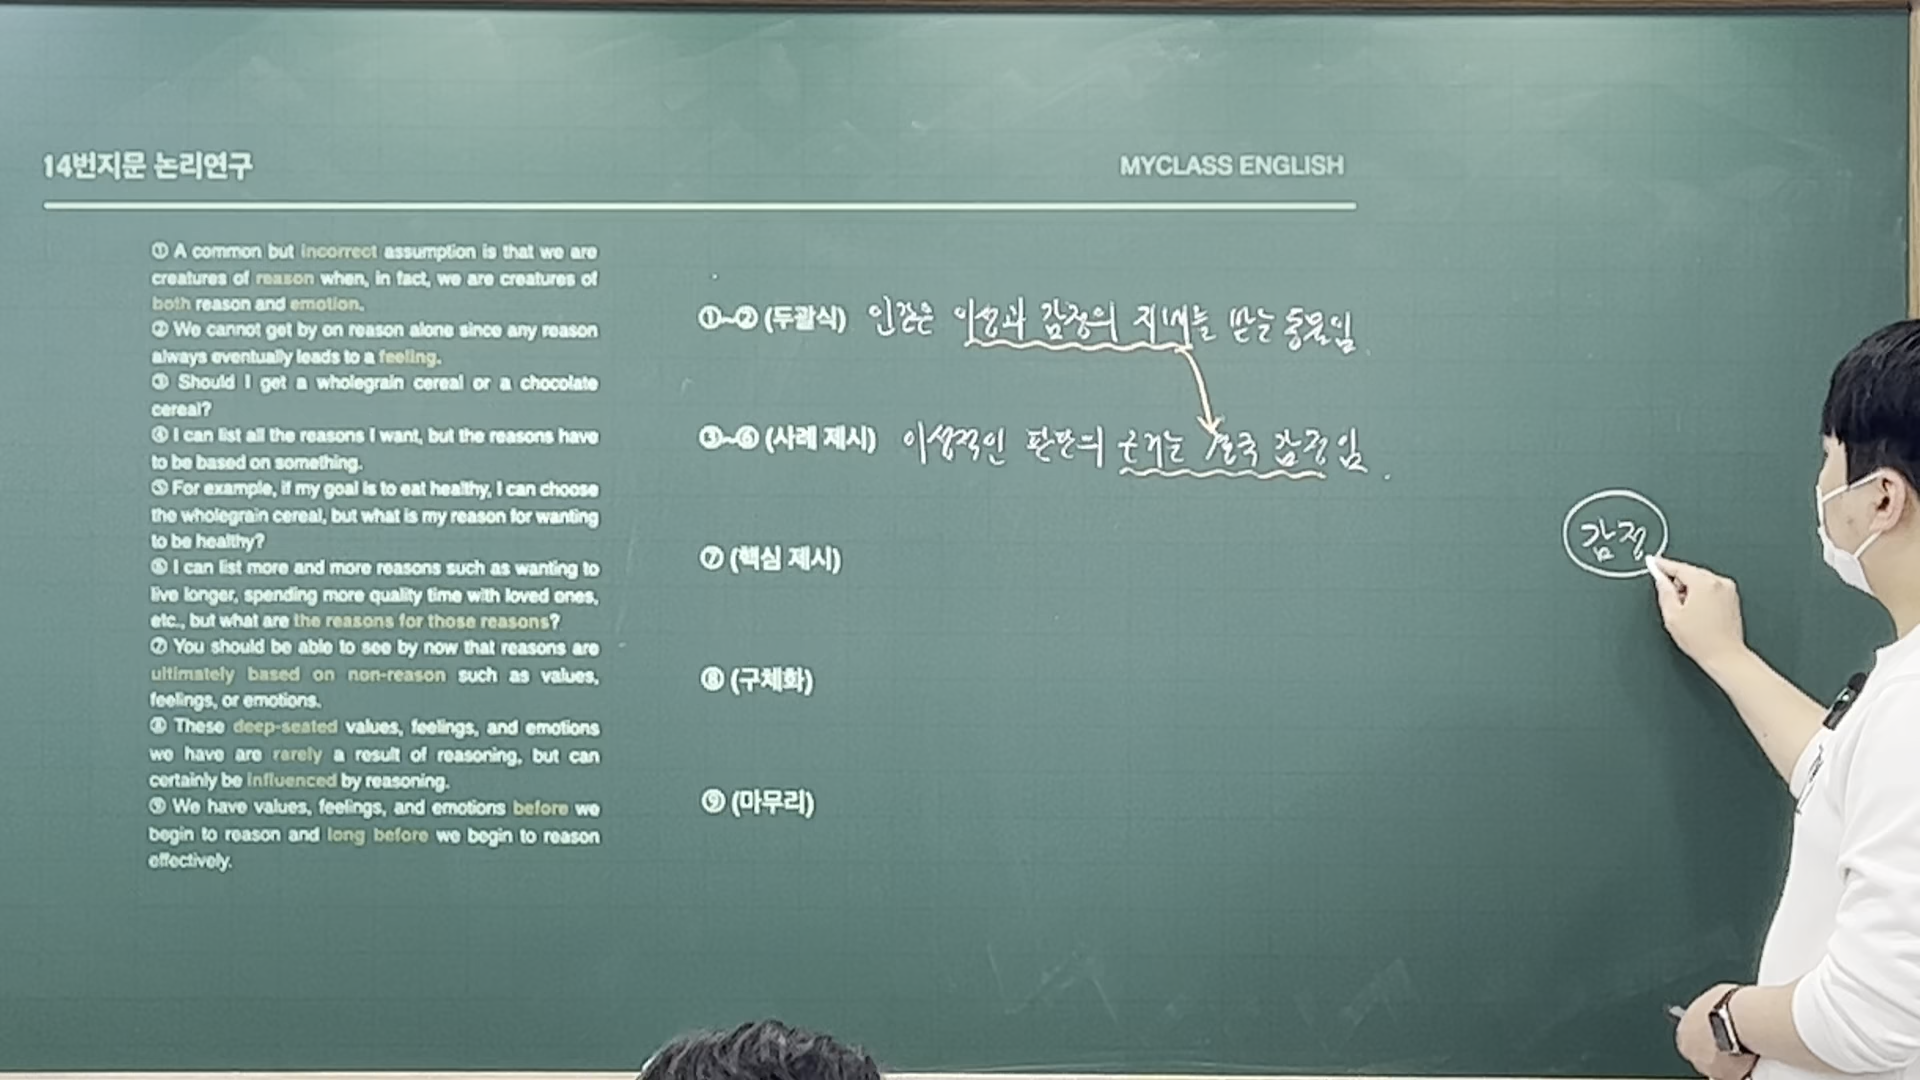 14번지문 논리연구
MYCLASS ENGLISH
① A common but incorrect assumption is that we are
creatures of reason when, in fact, we are creatures of
both reason and emotion.
② We cannot get by on reason alone since any reason
always eventually leads to a feeling.
③ Should I get a wholegrain cereal or a chocolate
cereal?
④ I can list all the reasons I want, but the reasons have
to be based on something.
⑤ For example, if my goal is to eat healthy, I can choose
the wholegrain cereal, but what is my reason for wanting
to be healthy?
⑥ I can list more and more reasons such as wanting to
live longer, spending more quality time with loved ones,
etc., but what are the reasons for those reasons?
⑦ You should be able to see by now that reasons are
ultimately based on non-reason such as values,
feelings, or emotions.
⑧ These deep-seated values, feelings, and emotions
we have are rarely a result of reasoning, but can
certainly be influenced by reasoning.
⑨ We have values, feelings, and emotions before we
begin to reason and long before we begin to reason
effectively.
①~② (두괄식) 인간은 이성과 감정의 지배를 받는 동물임
③~⑥ (사례 제시) 이성적인 판단의 근거는 결국 감정임.
⑦ (핵심 제시)
⑧ (구체화)
⑨ (마무리)
감정